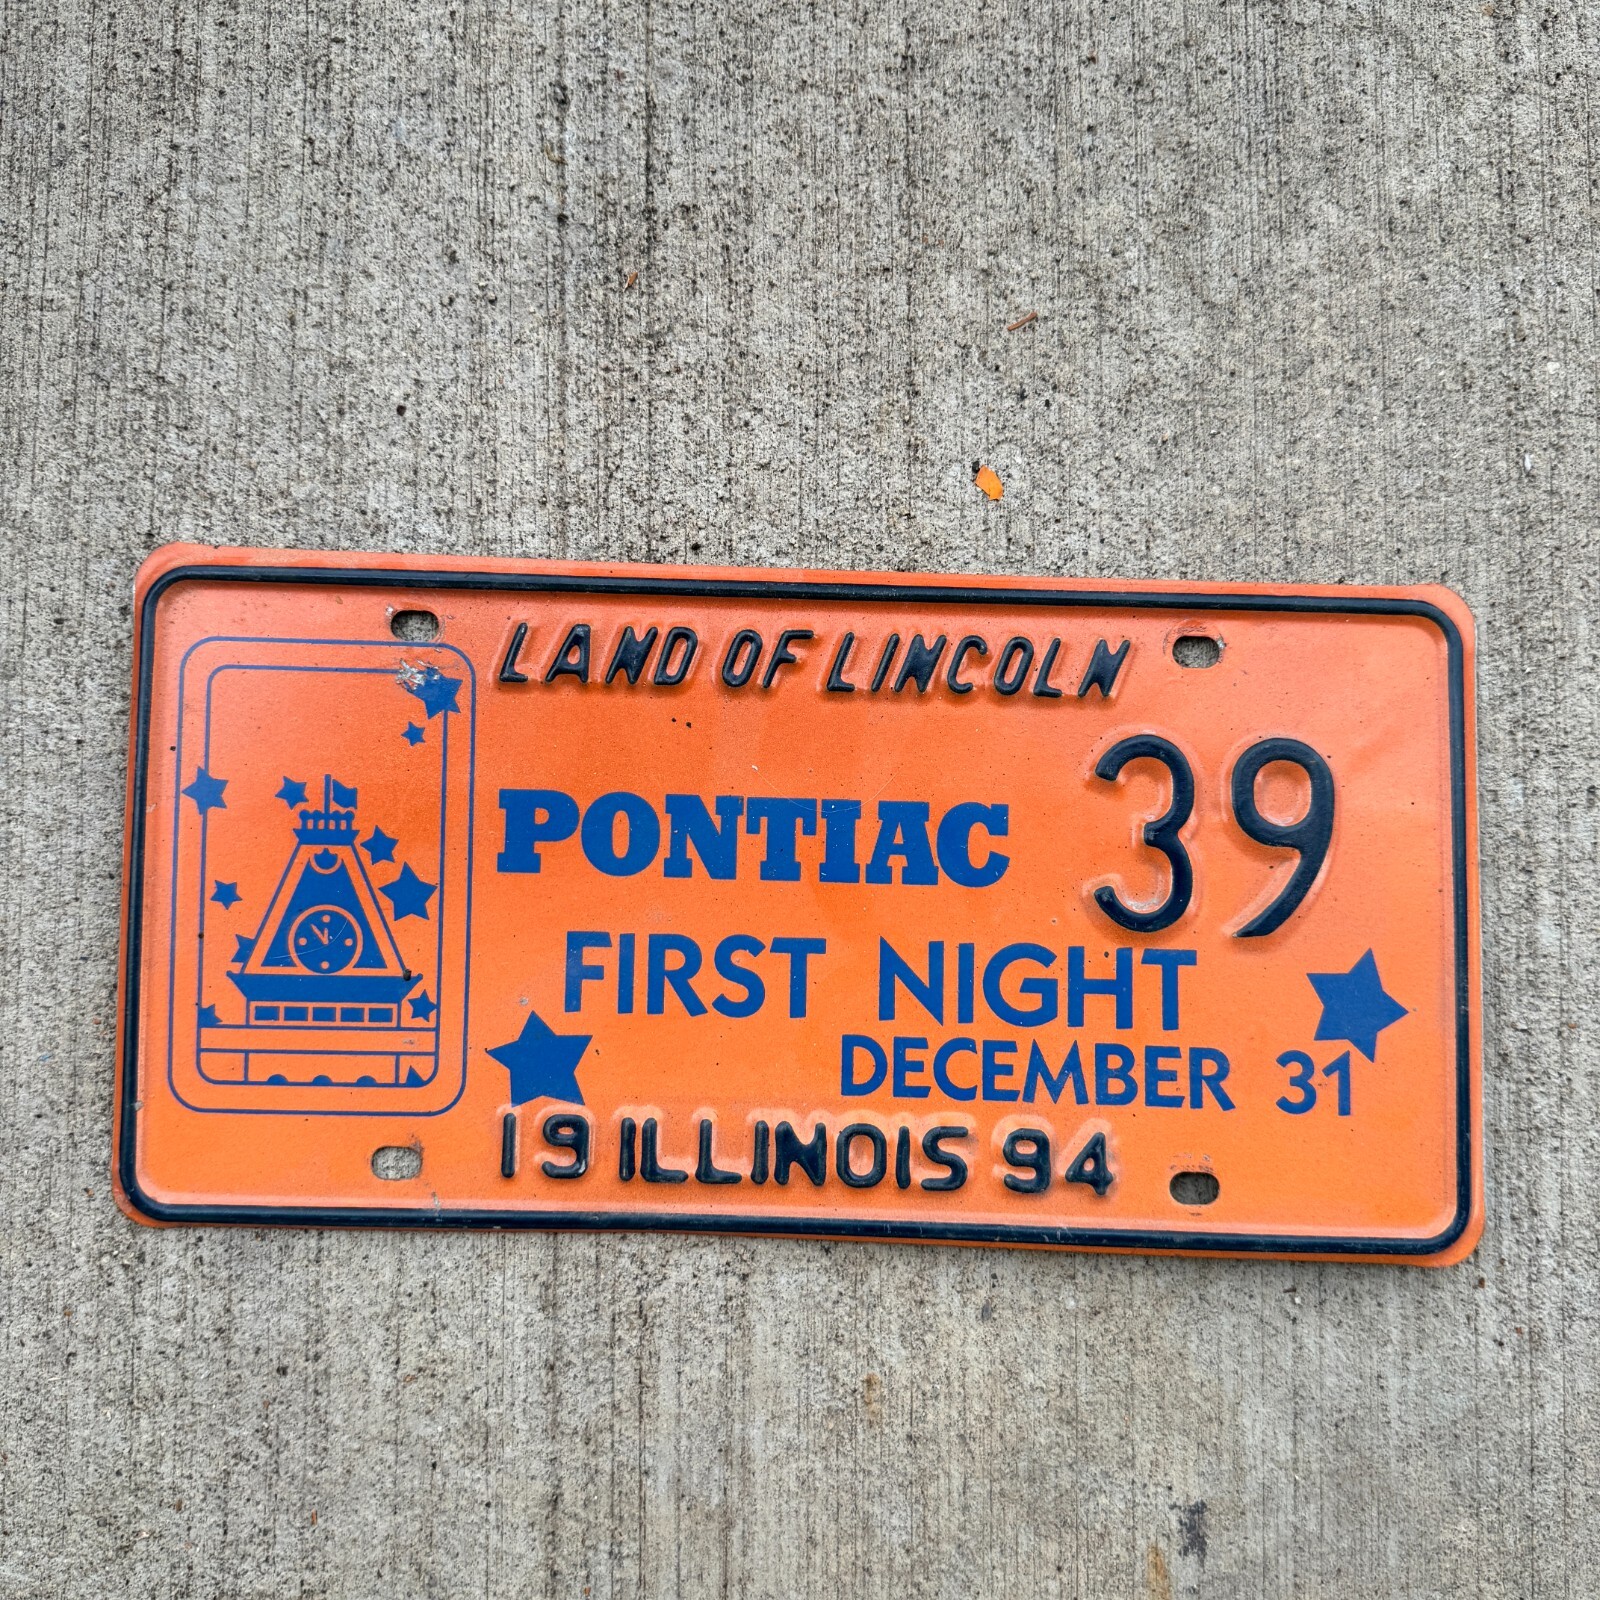 LAND OF LINCOLN
PONTIAC 39
FIRST NIGHT
DECEMBER 31
19 ILLINOIS 94